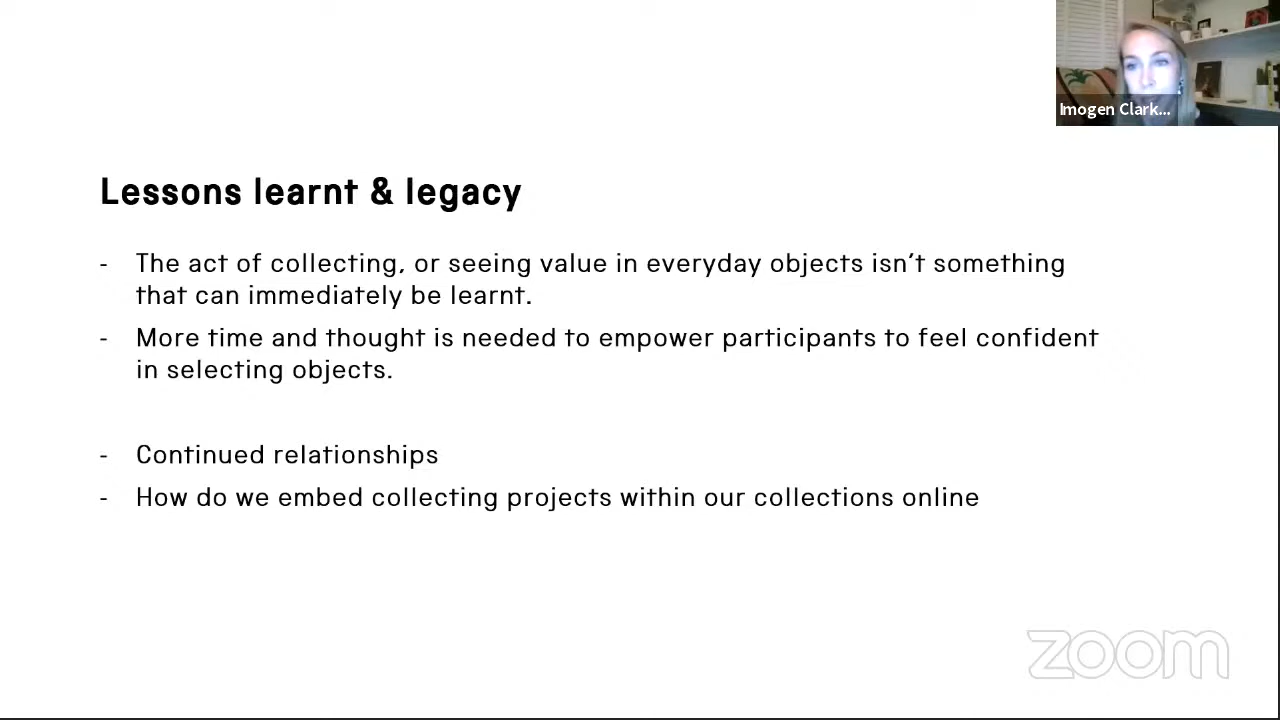 Imogen Clark...
Lessons learnt & legacy
- The act of collecting, or seeing value in everyday objects isn't something
that can immediately be learnt.
- More time and thought is needed to empower participants to feel confident
in selecting objects.
- Continued relationships
- How do we embed collecting projects within our collections online
zoom